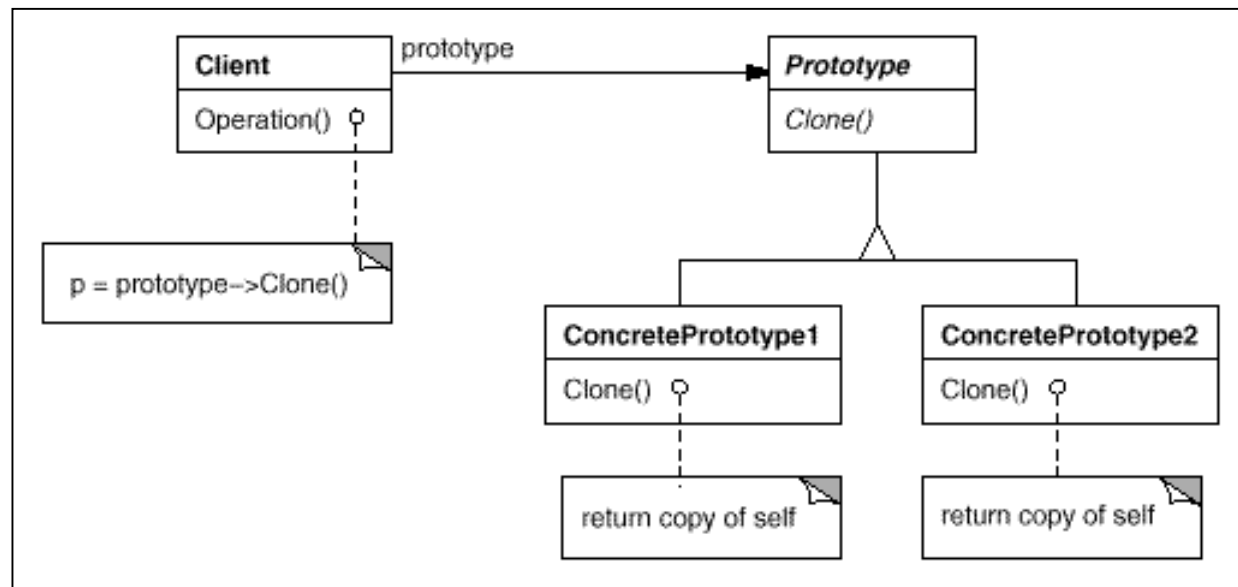 Client
prototype
Prototype
Operation()
Clone()
p = prototype->Clone()
ConcretePrototype1
ConcretePrototype2
Clone()
Clone()
return copy of self
return copy of self